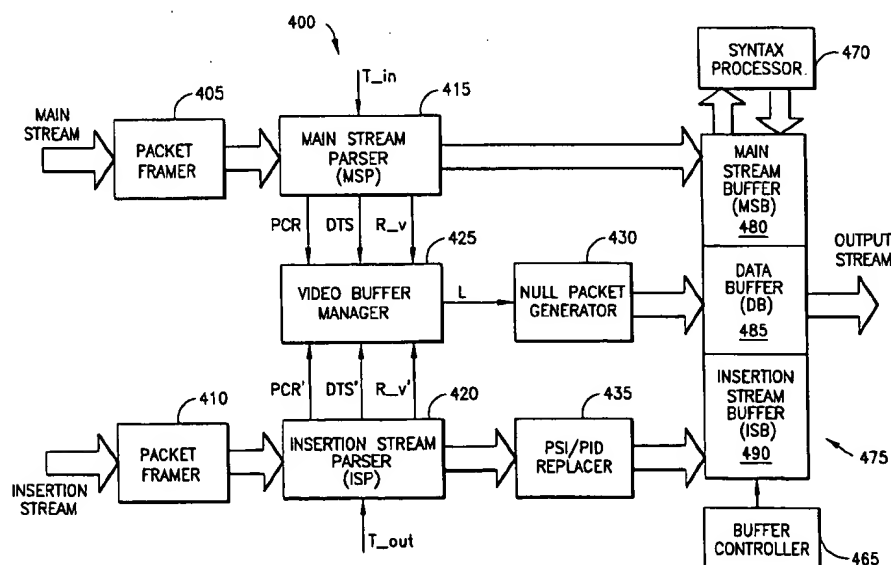 400
SYNTAX
PROCESSOR
470
T_in
405
415
MAIN
STREAM
PACKET
FRAMER
MAIN STREAM
PARSER
(MSP)
MAIN
STREAM
BUFFER
(MSB)
480
PCR
DTS
R_v
425
430
VIDEO BUFFER
MANAGER
L
NULL PACKET
GENERATOR
DATA
BUFFER
(DB)
485
OUTPUT
STREAM
PCR'
DTS'
R_v'
420
435
410
PACKET
FRAMER
INSERTION STREAM
PARSER
(ISP)
PSI/PID
REPLACER
INSERTION
STREAM
BUFFER
(ISB)
490
475
INSERTION
STREAM
T_out
BUFFER
CONTROLLER
465